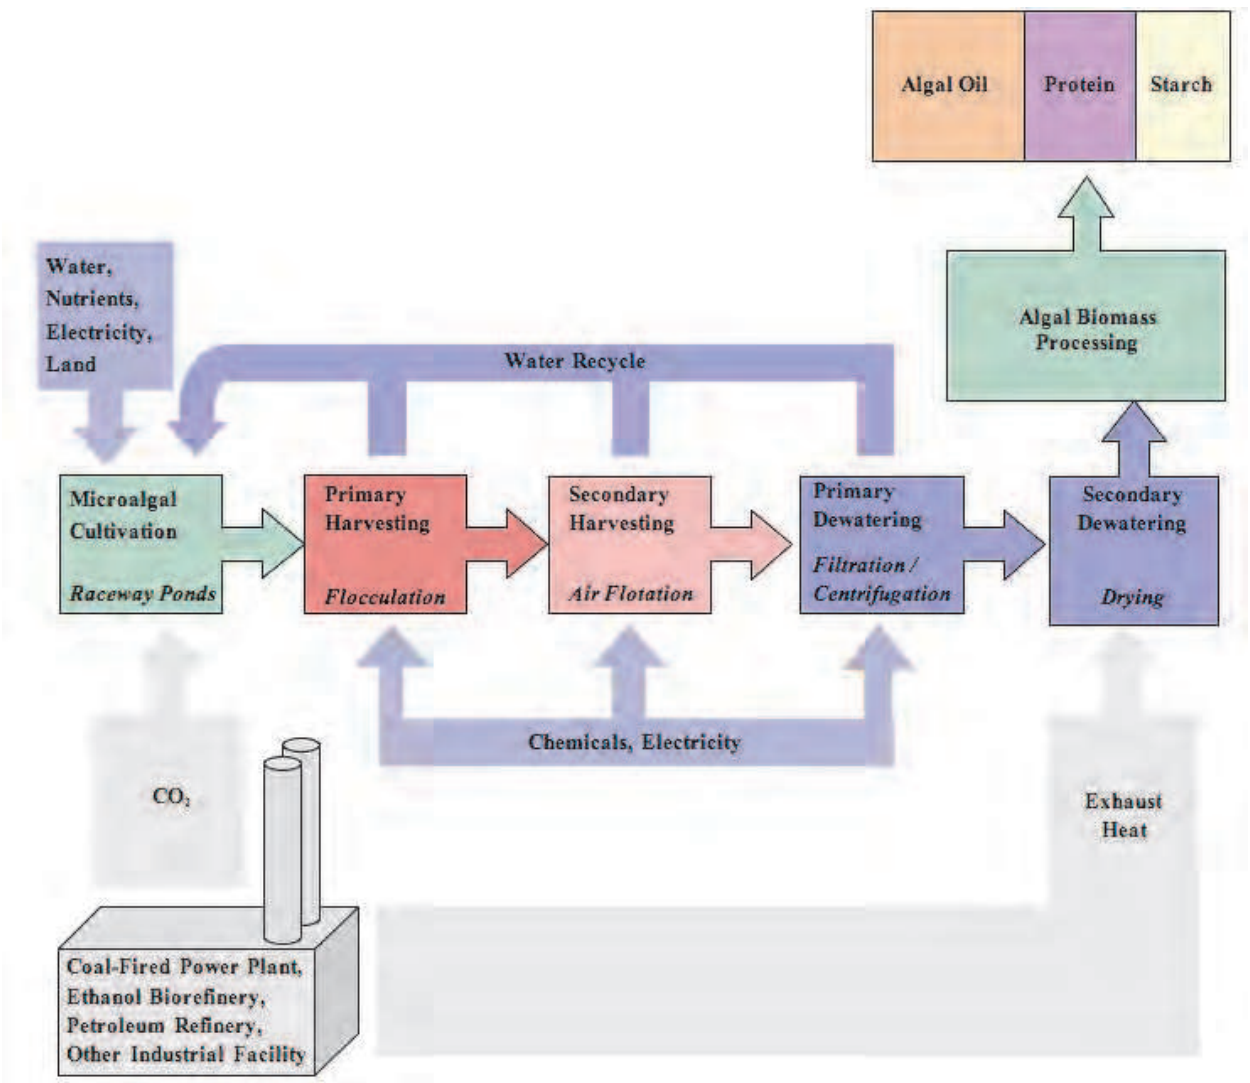 Algal Oil
Protein
Starch
Water,
Nutrients,
Electricity,
Land
Water Recycle
Algal Biomass
Processing
Microalgal
Cultivation
Raceway Ponds
Primary
Harvesting
Flocculation
Secondary
Harvesting
Air Flotation
Primary
Dewatering
Filtration /
Centrifugation
Secondary
Dewatering
Drying
Chemicals, Electricity
CO₂
Exhaust
Heat
Coal-Fired Power Plant,
Ethanol Biorefinery,
Petroleum Refinery,
Other Industrial Facility